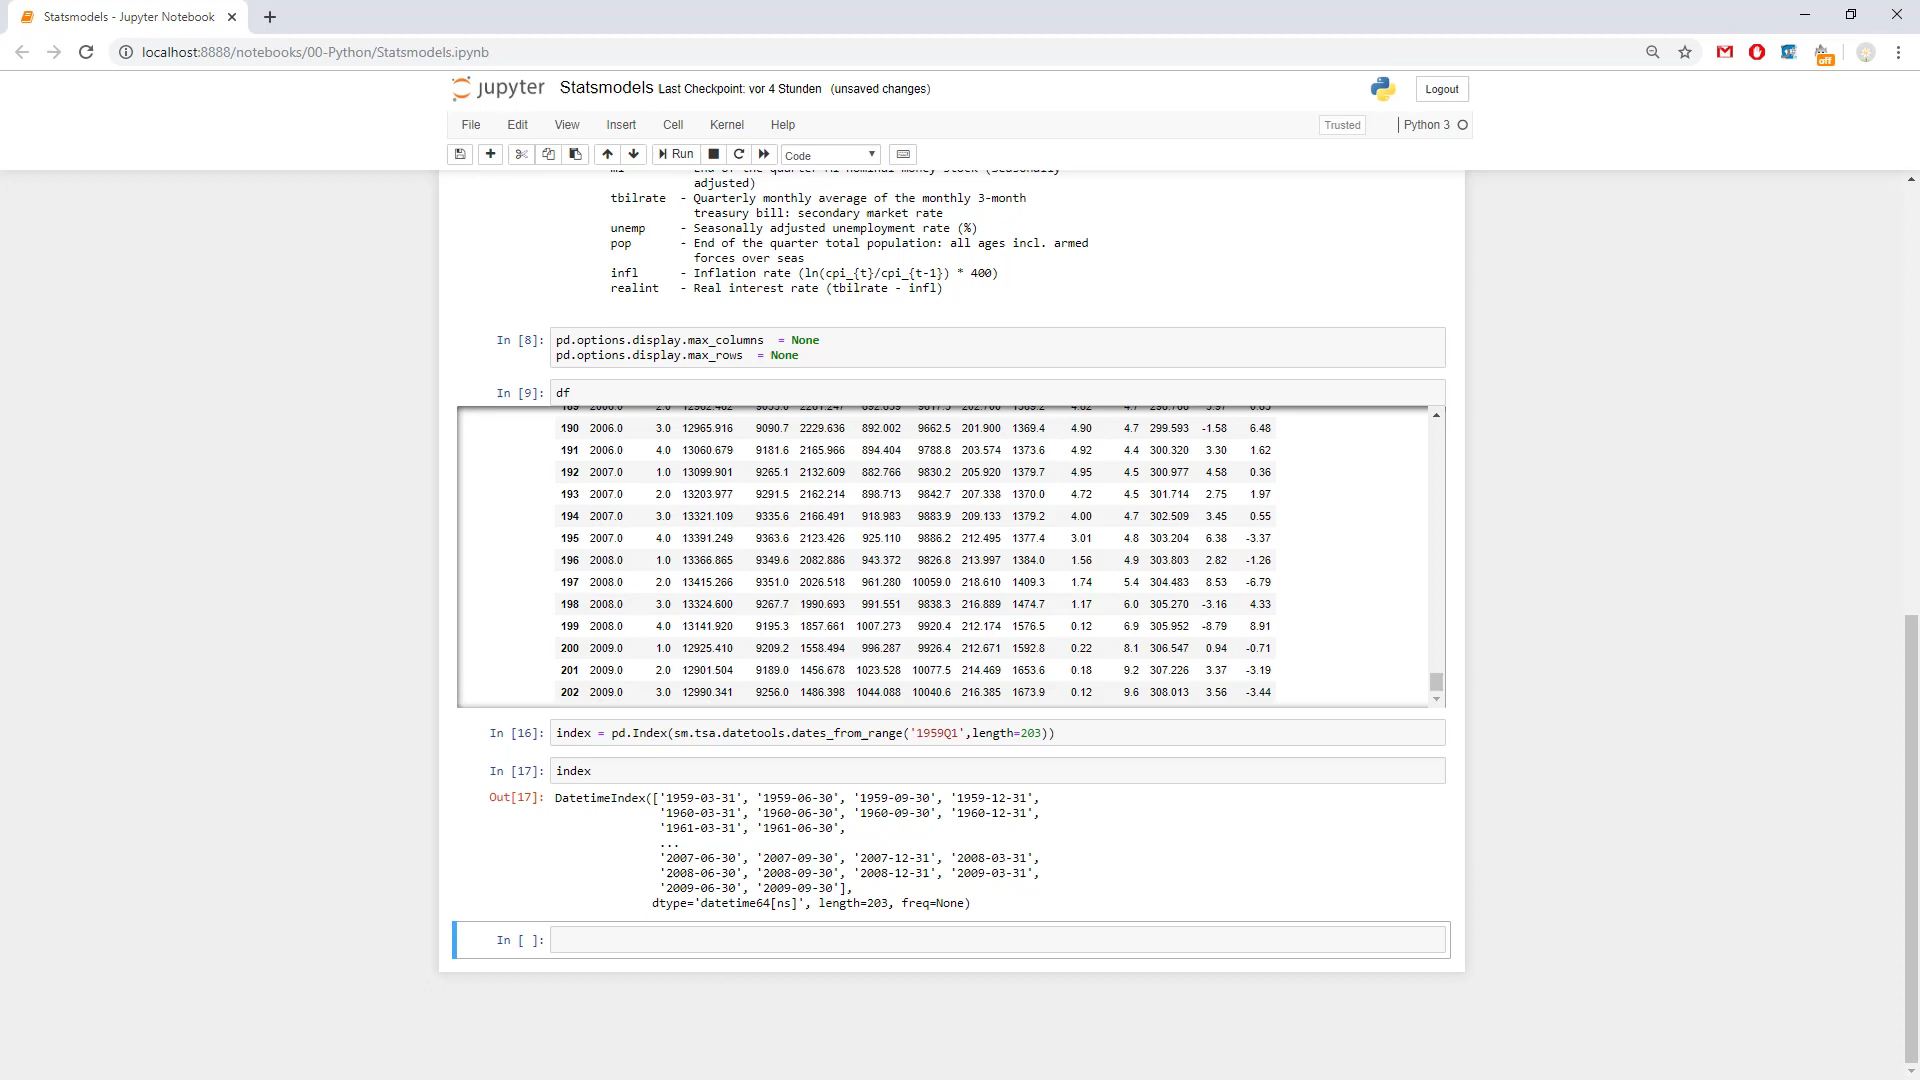 Statsmodels - Jupyter Notebook
localhost:8888/notebooks/00-Python/Statsmodels.ipynb
off
jupyter Statsmodels Last Checkpoint: vor 4 Stunden (unsaved changes)
Logout
File Edit View Insert Cell Kernel Help
Trusted
Python 3
Run
Code
adjusted)
tbilrate - Quarterly monthly average of the monthly 3-month
treasury bill: secondary market rate
unemp - Seasonally adjusted unemployment rate (%)
pop - End of the quarter total population: all ages incl. armed
forces over seas
infl - Inflation rate (ln(cpi_{t}/cpi_{t-1}) * 400)
realint - Real interest rate (tbilrate - infl)
In [8]: pd.options.display.max_columns = None
pd.options.display.max_rows = None
In [9]: df
190 2006.0 3.0 12965.916 9090.7 2229.636 892.002 9662.5 201.900 1369.4 4.90 4.7 299.593 -1.58 6.48
191 2006.0 4.0 13060.679 9181.6 2165.966 894.404 9788.8 203.574 1373.6 4.92 4.4 300.320 3.30 1.62
192 2007.0 1.0 13099.901 9265.1 2132.609 882.766 9830.2 205.920 1379.7 4.95 4.5 300.977 4.58 0.36
193 2007.0 2.0 13203.977 9291.5 2162.214 898.713 9842.7 207.338 1370.0 4.72 4.5 301.714 2.75 1.97
194 2007.0 3.0 13321.109 9335.6 2166.491 918.983 9883.9 209.133 1379.2 4.00 4.7 302.509 3.45 0.55
195 2007.0 4.0 13391.249 9363.6 2123.426 925.110 9886.2 212.495 1377.4 3.01 4.8 303.204 6.38 -3.37
196 2008.0 1.0 13366.865 9349.6 2082.886 943.372 9826.8 213.997 1384.0 1.56 4.9 303.803 2.82 -1.26
197 2008.0 2.0 13415.266 9351.0 2026.518 961.280 10059.0 218.610 1409.3 1.74 5.4 304.483 8.53 -6.79
198 2008.0 3.0 13324.600 9267.7 1990.693 991.551 9838.3 216.889 1474.7 1.17 6.0 305.270 -3.16 4.33
199 2008.0 4.0 13141.920 9195.3 1857.661 1007.273 9920.4 212.174 1576.5 0.12 6.9 305.952 -8.79 8.91
200 2009.0 1.0 12925.410 9209.2 1558.494 996.287 9926.4 212.671 1592.8 0.22 8.1 306.547 0.94 -0.71
201 2009.0 2.0 12901.504 9189.0 1456.678 1023.528 10077.5 214.469 1653.6 0.18 9.2 307.226 3.37 -3.19
202 2009.0 3.0 12990.341 9256.0 1486.398 1044.088 10040.6 216.385 1673.9 0.12 9.6 308.013 3.56 -3.44
In [16]: index = pd.Index(sm.tsa.datetools.dates_from_range('1959Q1',length=203))
In [17]: index
Out[17]: DatetimeIndex(['1959-03-31', '1959-06-30', '1959-09-30', '1959-12-31',
'1960-03-31', '1960-06-30', '1960-09-30', '1960-12-31',
'1961-03-31', '1961-06-30',
...
'2007-06-30', '2007-09-30', '2007-12-31', '2008-03-31',
'2008-06-30', '2008-09-30', '2008-12-31', '2009-03-31',
'2009-06-30', '2009-09-30'],
dtype='datetime64[ns]', length=203, freq=None)
In [ ]: